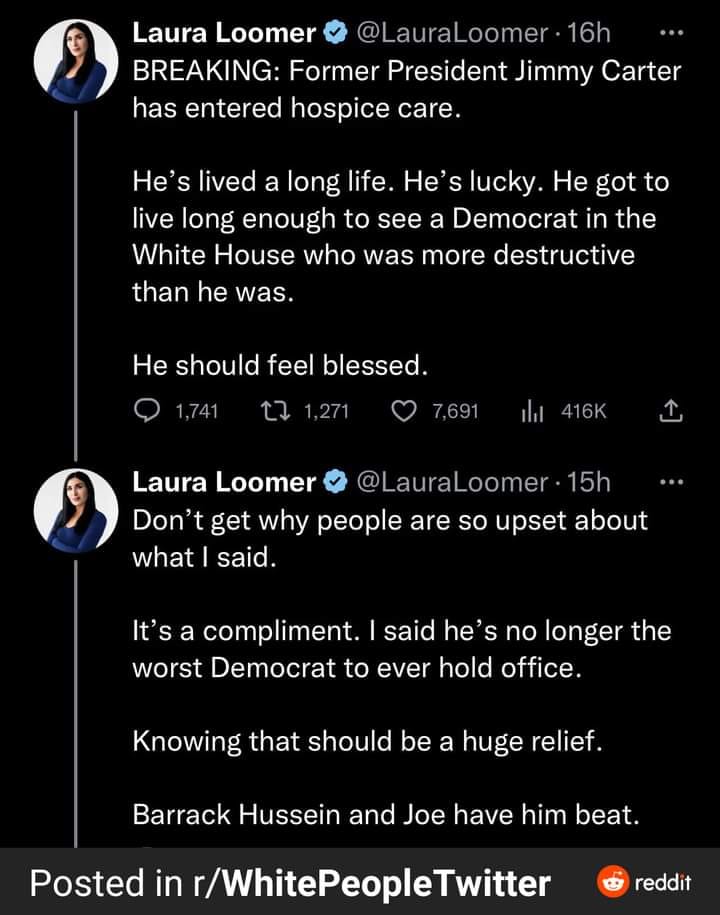 Laura Loomer @LauraLoomer · 16h
BREAKING: Former President Jimmy Carter
has entered hospice care.
He’s lived a long life. He’s lucky. He got to
live long enough to see a Democrat in the
White House who was more destructive
than he was.
He should feel blessed.
1,741 1,271 7,691 416K
Laura Loomer @LauraLoomer · 15h
Don’t get why people are so upset about
what I said.
It’s a compliment. I said he’s no longer the
worst Democrat to ever hold office.
Knowing that should be a huge relief.
Barrack Hussein and Joe have him beat.
Posted in r/WhitePeopleTwitter reddit